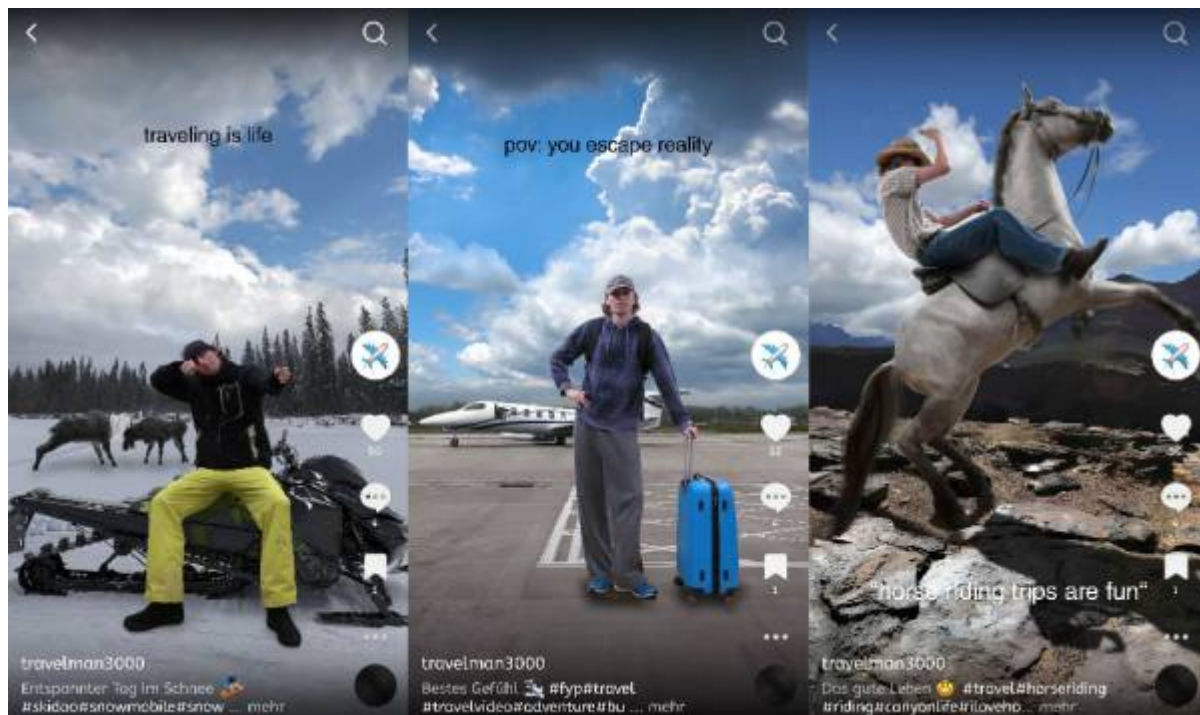 traveling is life
travelman3000
Entspannter Tag im Schnee
#skidoo#snowmobile#snow ... mehr
pov: you escape reality
travelman3000
Bestes Gefühl #fyp#travel
#travelvideo#adventure#bu ... mehr
"horse riding trips are fun"
travelman3000
Das gute Leben #travel#horseriding
#riding#canyonlife#iloveho... mehr